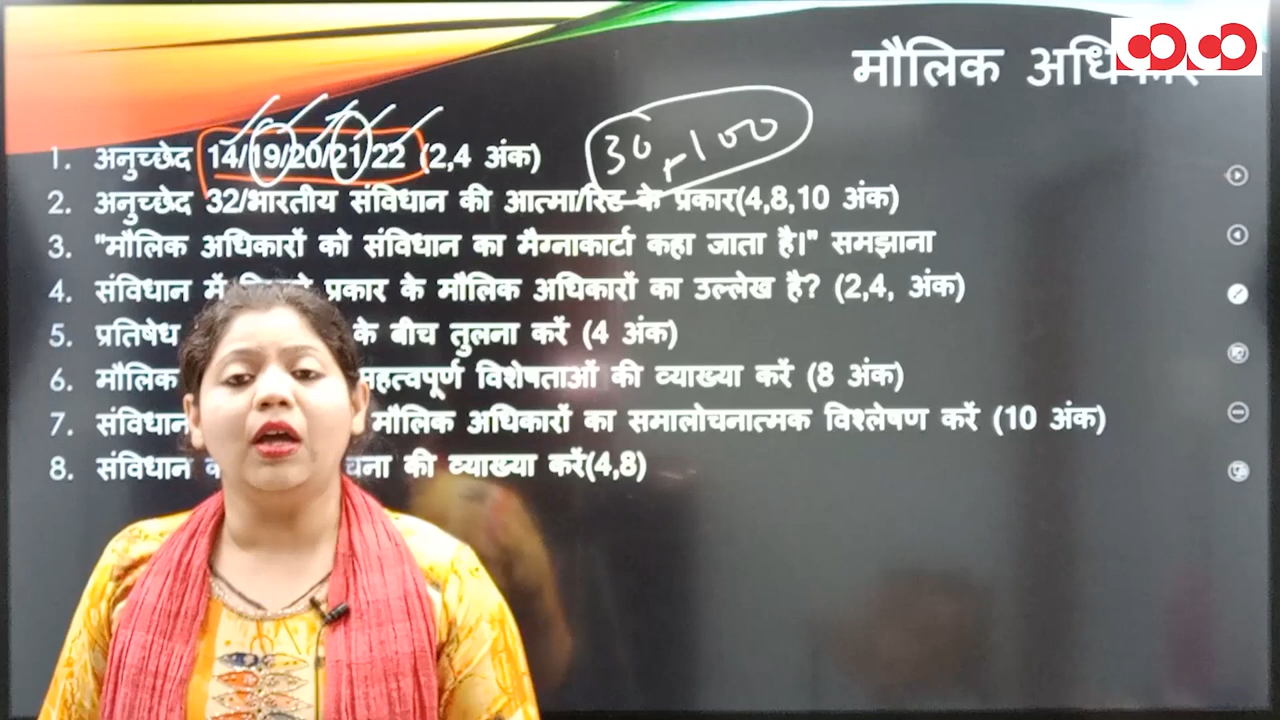 मौलिक अधिकार
30-100
1. अनुच्छेद 14/19/20/21/22 (2,4 अंक)
2. अनुच्छेद 32/भारतीय संविधान की आत्मा/रिट के प्रकार(4,8,10 अंक)
3. "मौलिक अधिकारों को संविधान का मैग्नाकार्टा कहा जाता है।" समझाना
4. संविधान में प्रकार के मौलिक अधिकारों का उल्लेख है? (2,4, अंक)
5. प्रतिषेध के बीच तुलना करें (4 अंक)
6. मौलिक महत्वपूर्ण विशेषताओं की व्याख्या करें (8 अंक)
7. संविधान मौलिक अधिकारों का समालोचनात्मक विश्लेषण करें (10 अंक)
8. संविधान की व्याख्या करें(4,8)